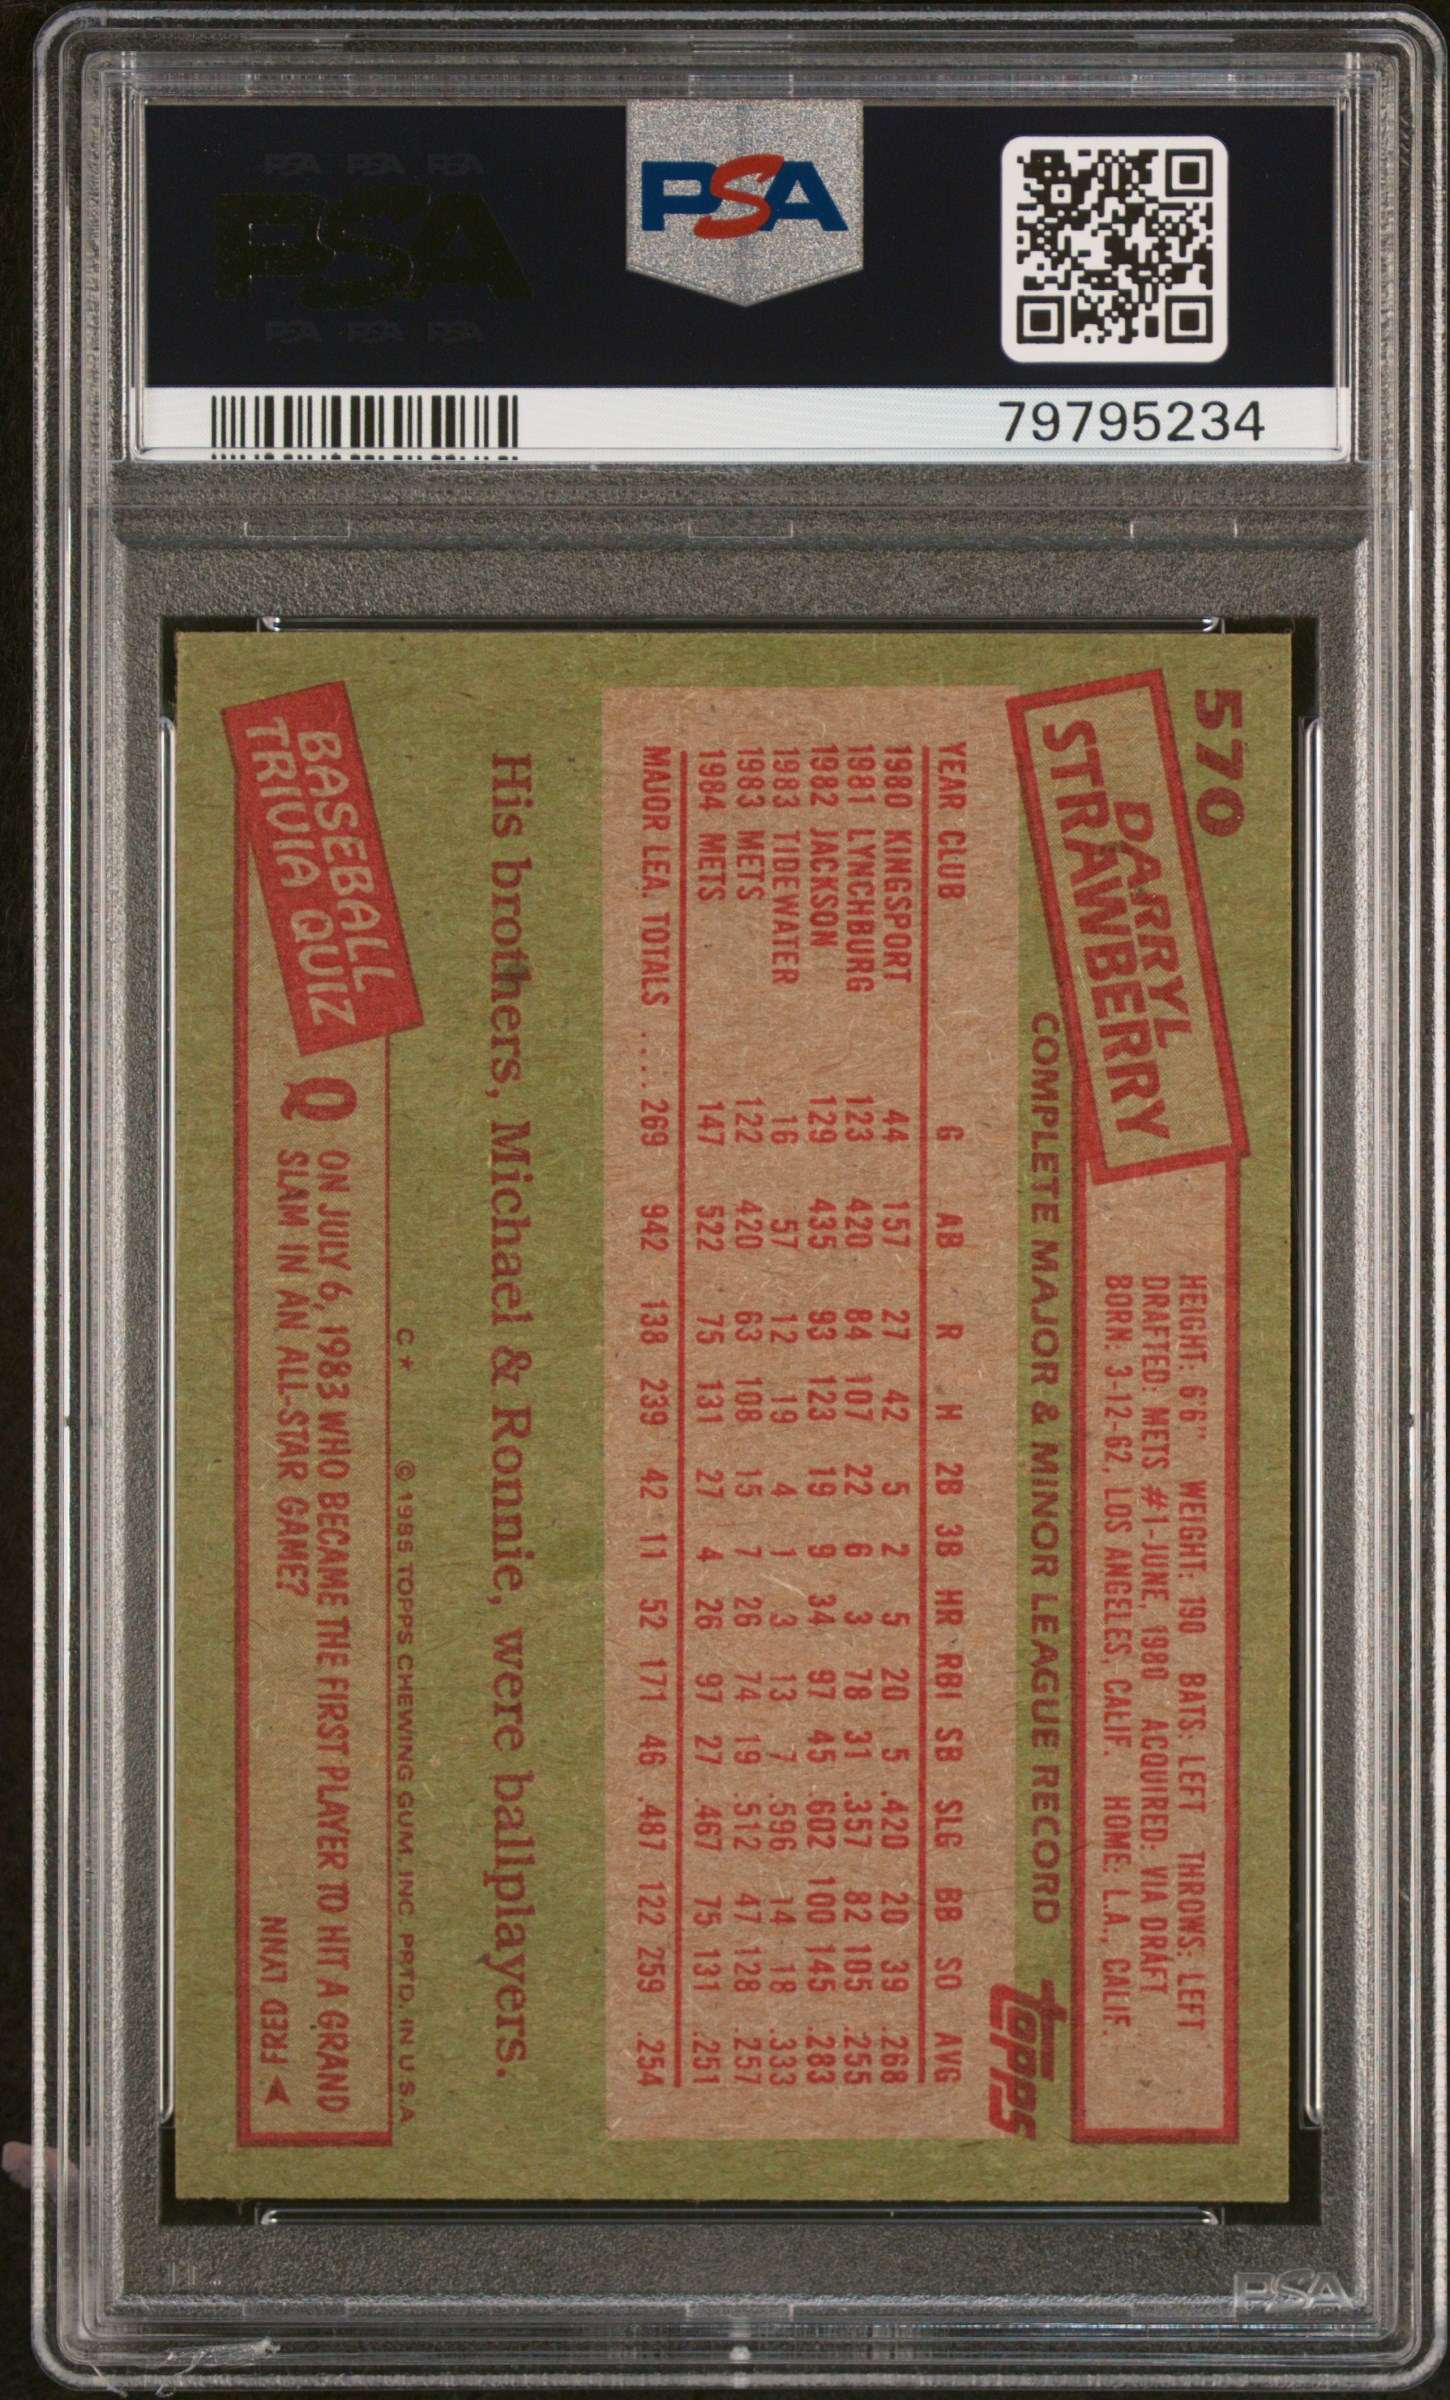 PSA PSA PSA
PSA
PSA PSA PSA
PSA
79795234
570
DARRYL
STRAWBERRY
HEIGHT: 6'6" WEIGHT: 190 BATS: LEFT THROWS: LEFT
DRAFTED: METS #1-JUNE, 1980 ACQUIRED: VIA DRAFT
BORN: 3-12-62, LOS ANGELES, CALIF. HOME: L.A., CALIF.
COMPLETE MAJOR & MINOR LEAGUE RECORD
topps
YEAR CLUB G AB R H 2B 3B HR RBI SB SLG BB SO AVG
1980 KINGSPORT 44 157 27 42 5 2 5 20 5 .420 20 39 .268
1981 LYNCHBURG 123 420 84 107 22 6 3 78 31 .357 82 105 .255
1982 JACKSON 129 435 93 123 19 9 34 97 45 .602 100 145 .283
1983 TIDEWATER 16 57 12 19 4 1 3 13 7 .596 14 18 .333
1983 METS 122 420 63 108 15 7 26 74 19 .512 47 128 .257
1984 METS 147 522 75 131 27 4 26 97 27 .467 75 131 .251
MAJOR LEA. TOTALS .... 269 942 138 239 42 11 52 171 46 .487 122 259 .254
His brothers, Michael & Ronnie, were ballplayers.
C* © 1985 TOPPS CHEWING GUM, INC. PRTD. IN U.S.A
BASEBALL
TRIVIA QUIZ
Q ON JULY 6, 1983 WHO BECAME THE FIRST PLAYER TO HIT A GRAND
SLAM IN AN ALL-STAR GAME?
FRED LYNN
PSA